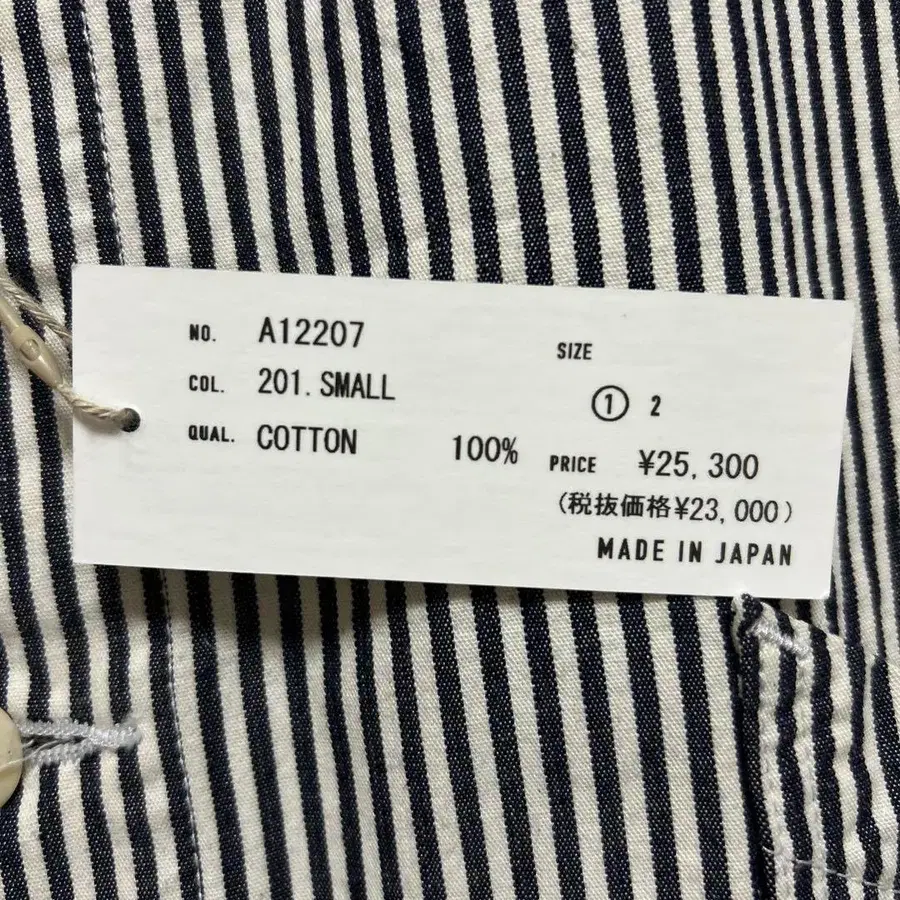 NO. A12207
COL. 201. SMALL
QUAL. COTTON 100%
SIZE
① 2
PRICE ¥25,300
(税抜価格¥23,000)
MADE IN JAPAN